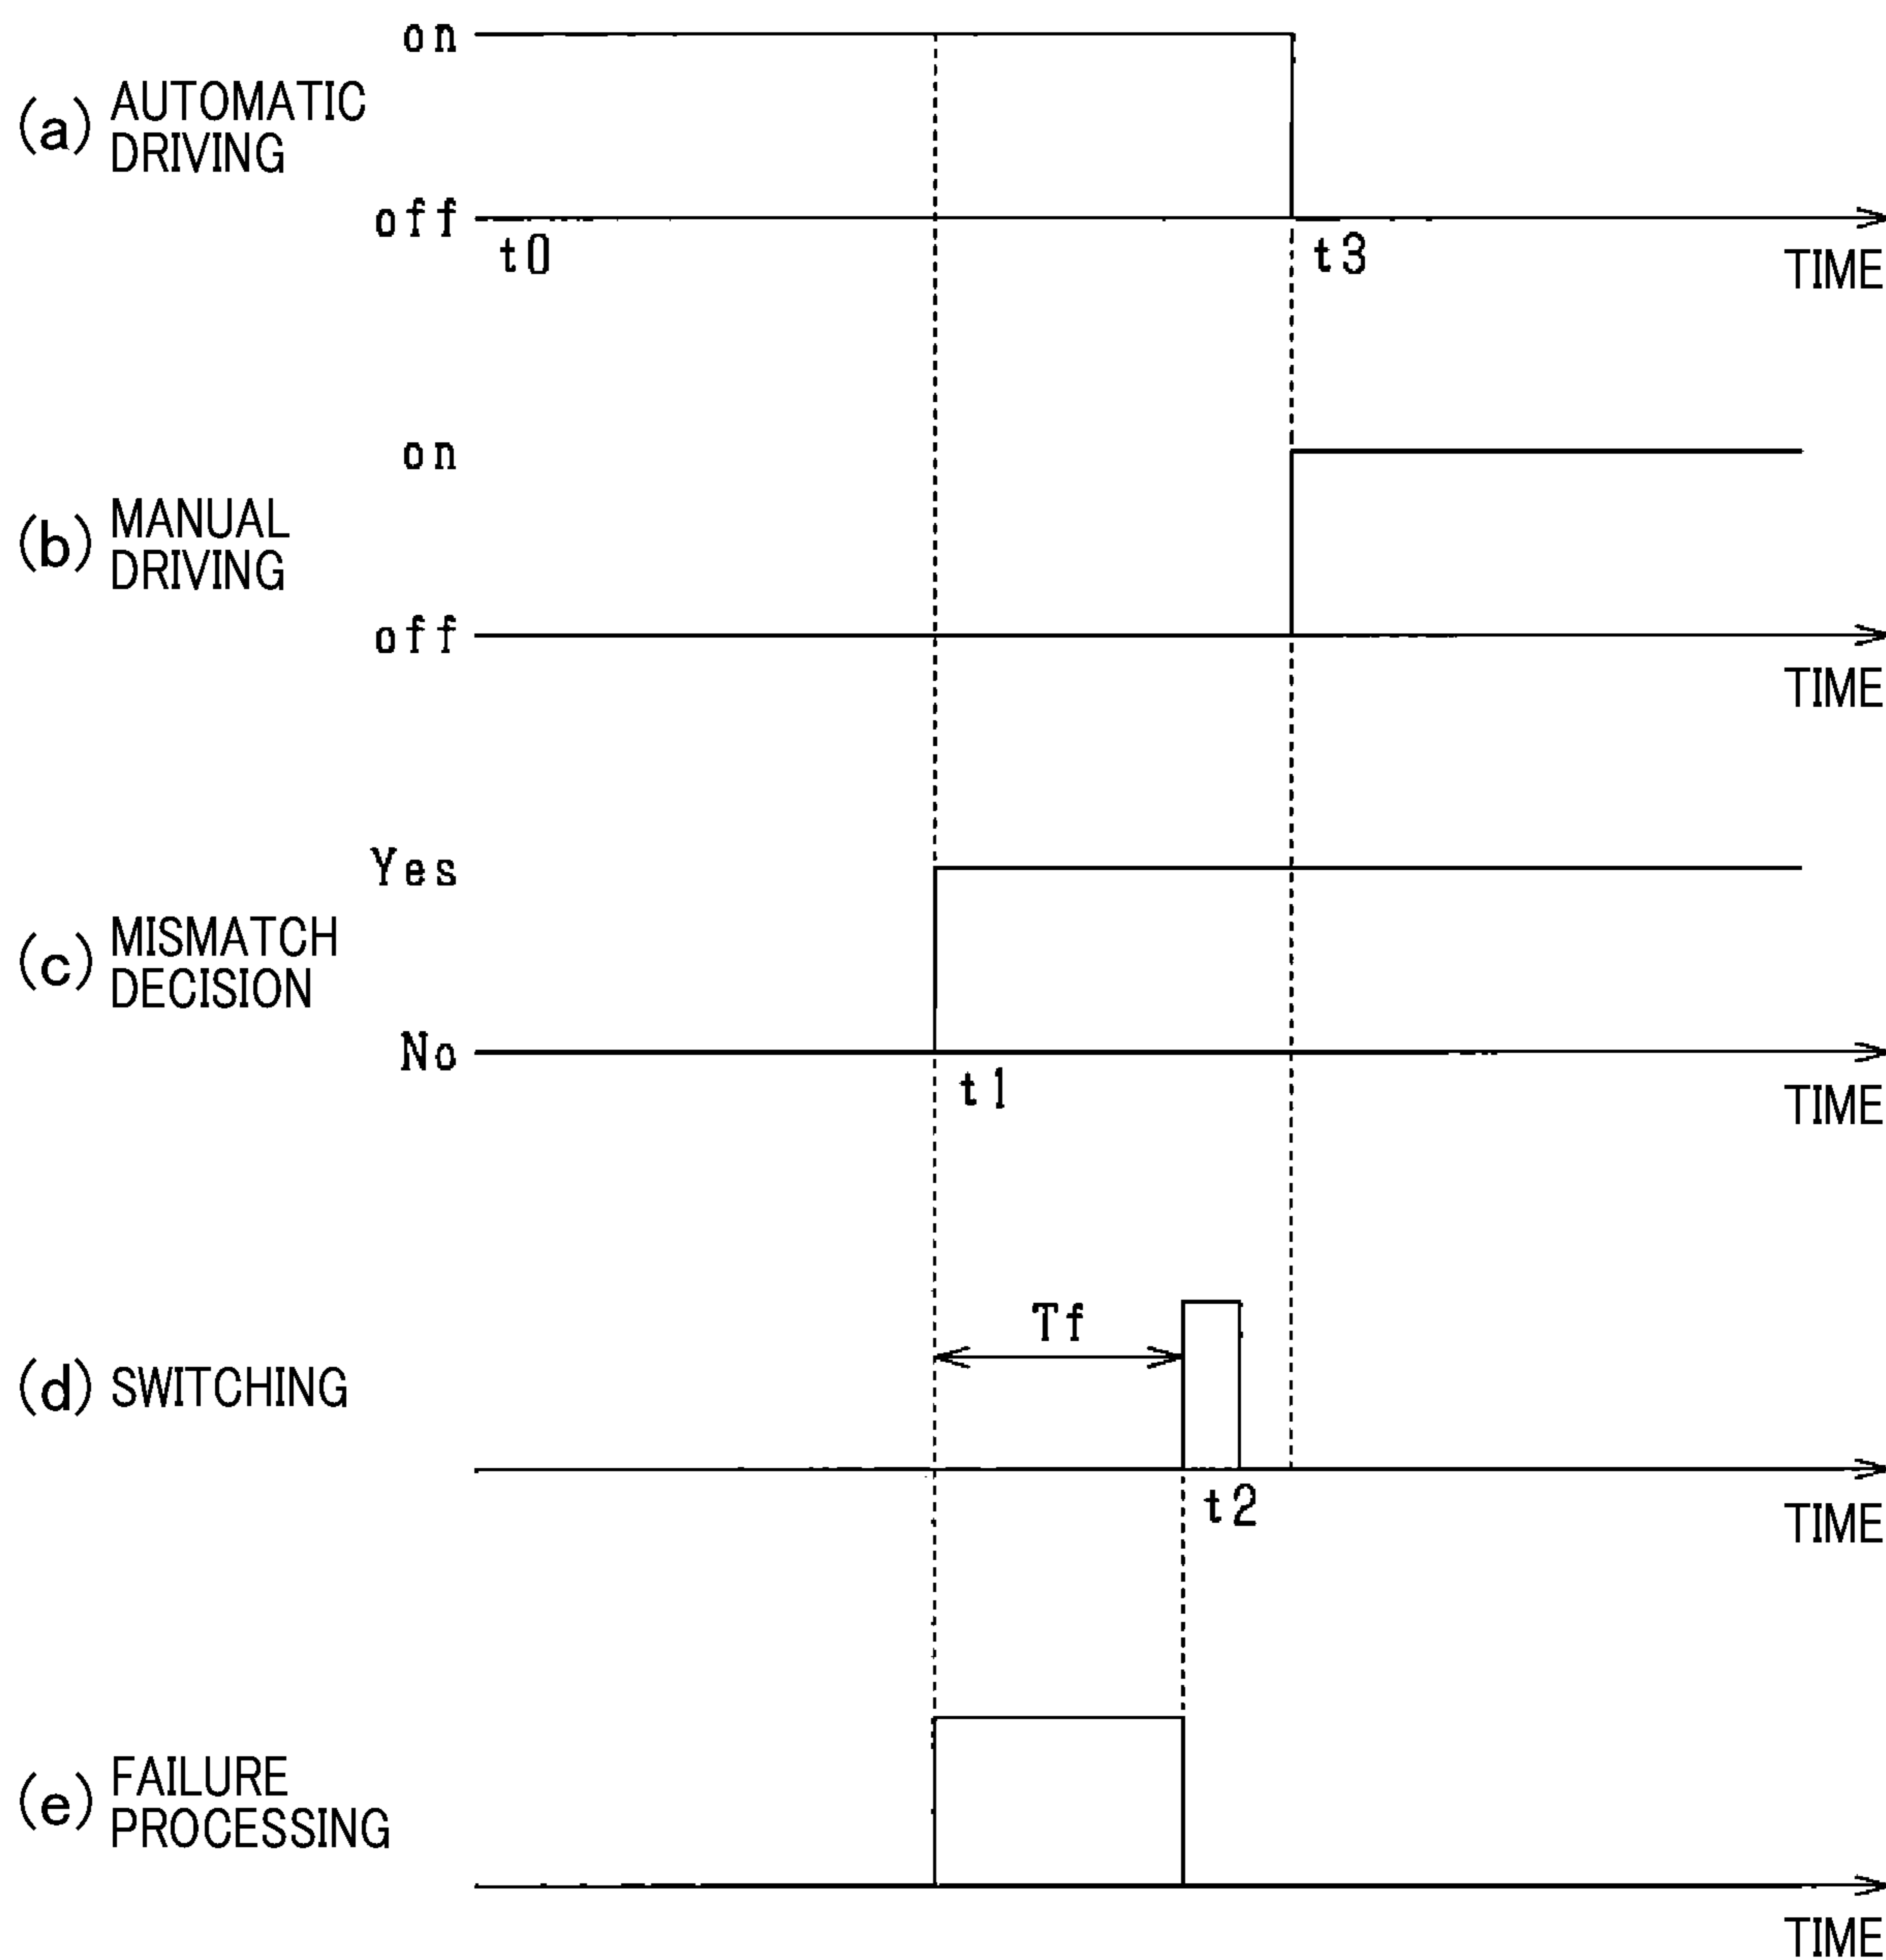 on
(a) AUTOMATIC
DRIVING
off
t0
t3
TIME
on
(b) MANUAL
DRIVING
off
TIME
Yes
(c) MISMATCH
DECISION
No
t1
TIME
Tf
(d) SWITCHING
t2
TIME
(e) FAILURE
PROCESSING
TIME